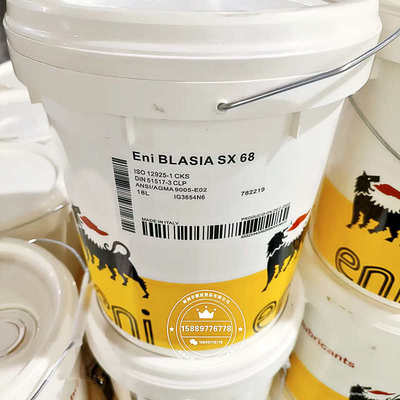 Eni BLASIA SX 68
ISO 12925-1 CKS
DIN 51517-3 CLP
ANSI/AGMA 9005-E02
18L IG3654N6 782219
MADE IN ITALY
eni
eni
eni
lubricants
15889776778